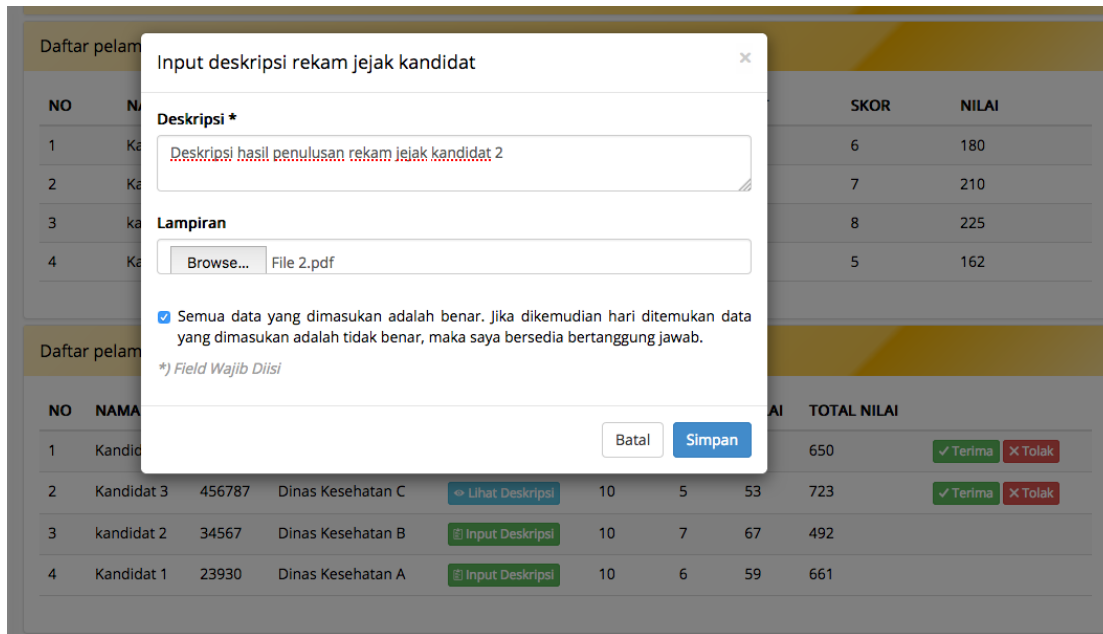 Daftar pelam
NO NA SKOR NILAI
1 Ka 6 180
2 Ka 7 210
3 ka 8 225
4 Ka 5 162
Input deskripsi rekam jejak kandidat ×
Deskripsi *
Deskripsi hasil penulusan rekam jejak kandidat 2
Lampiran
Browse... File 2.pdf
Semua data yang dimasukan adalah benar. Jika dikemudian hari ditemukan data
yang dimasukan adalah tidak benar, maka saya bersedia bertanggung jawab.
*) Field Wajib Diisi
Batal Simpan
Daftar pelam
NO NAMA AI TOTAL NILAI
1 Kandid 650 Terima Tolak
2 Kandidat 3 456787 Dinas Kesehatan C Lihat Deskripsi 10 5 53 723 Terima Tolak
3 kandidat 2 34567 Dinas Kesehatan B Input Deskripsi 10 7 67 492
4 Kandidat 1 23930 Dinas Kesehatan A Input Deskripsi 10 6 59 661